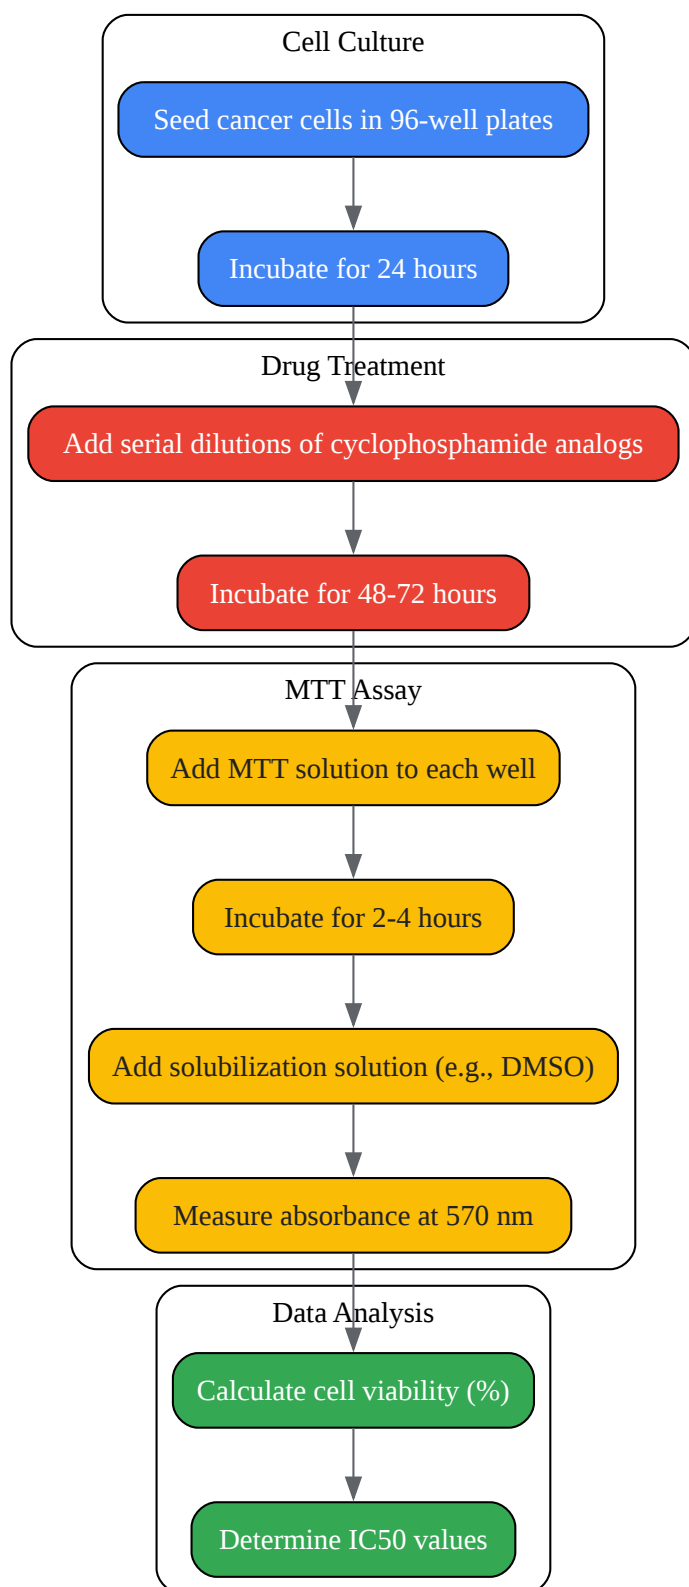 Cell Culture
Seed cancer cells in 96-well plates
Incubate for 24 hours
Drug Treatment
Add serial dilutions of cyclophosphamide analogs
Incubate for 48-72 hours
MTT Assay
Add MTT solution to each well
Incubate for 2-4 hours
Add solubilization solution (e.g., DMSO)
Measure absorbance at 570 nm
Data Analysis
Calculate cell viability (%)
Determine IC50 values